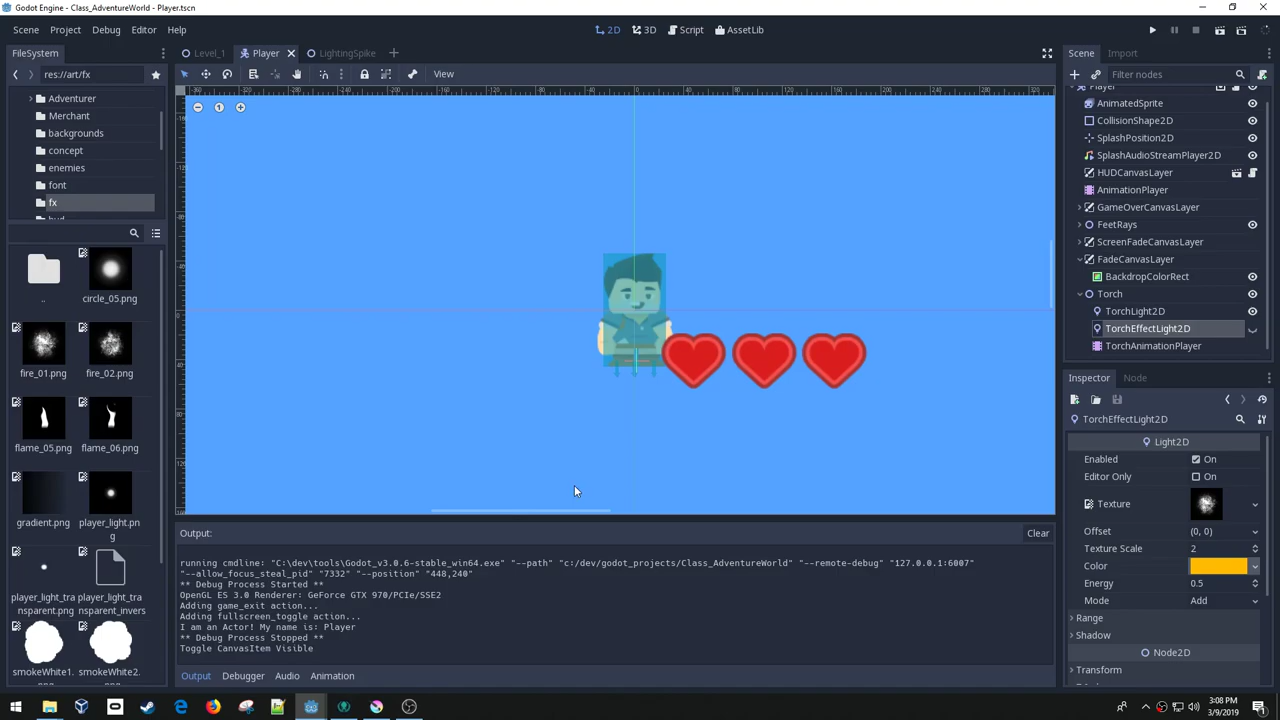 Godot Engine - Class_AdventureWorld - Player.tscn
Scene Project Debug Editor Help
2D 3D Script AssetLib
FileSystem
Level_1 Player LightingSpike
Scene Import
res://art/fx
View
Filter nodes
Adventurer
Merchant
backgrounds
concept
enemies
font
fx
hud
..
circle_05.png
fire_01.png
fire_02.png
flame_05.png
flame_06.png
gradient.png
player_light.pn
g
player_light_tra
nsparent.png
player_light_tra
nsparent_invers
smokeWhite1.
smokeWhite2.
Player
AnimatedSprite
CollisionShape2D
SplashPosition2D
SplashAudioStreamPlayer2D
HUDCanvasLayer
AnimationPlayer
GameOverCanvasLayer
FeetRays
ScreenFadeCanvasLayer
FadeCanvasLayer
BackdropColorRect
Torch
TorchLight2D
TorchEffectLight2D
TorchAnimationPlayer
Inspector Node
TorchEffectLight2D
Light2D
Enabled On
Editor Only On
Texture
Offset (0, 0)
Texture Scale 2
Color
Energy 0.5
Mode Add
Range
Shadow
Node2D
Transform
Output:
Clear
running cmdline: "C:\dev\tools\Godot_v3.0.6-stable_win64.exe" "--path" "c:/dev/godot_projects/Class_AdventureWorld" "--remote-debug" "127.0.0.1:6007"
"--allow_focus_steal_pid" "7332" "--position" "448,240"
** Debug Process Started **
OpenGL ES 3.0 Renderer: GeForce GTX 970/PCIe/SSE2
Adding game_exit action...
Adding fullscreen_toggle action...
I am an Actor! My name is: Player
** Debug Process Stopped **
Toggle CanvasItem Visible
Output Debugger Audio Animation
3:08 PM
3/9/2019